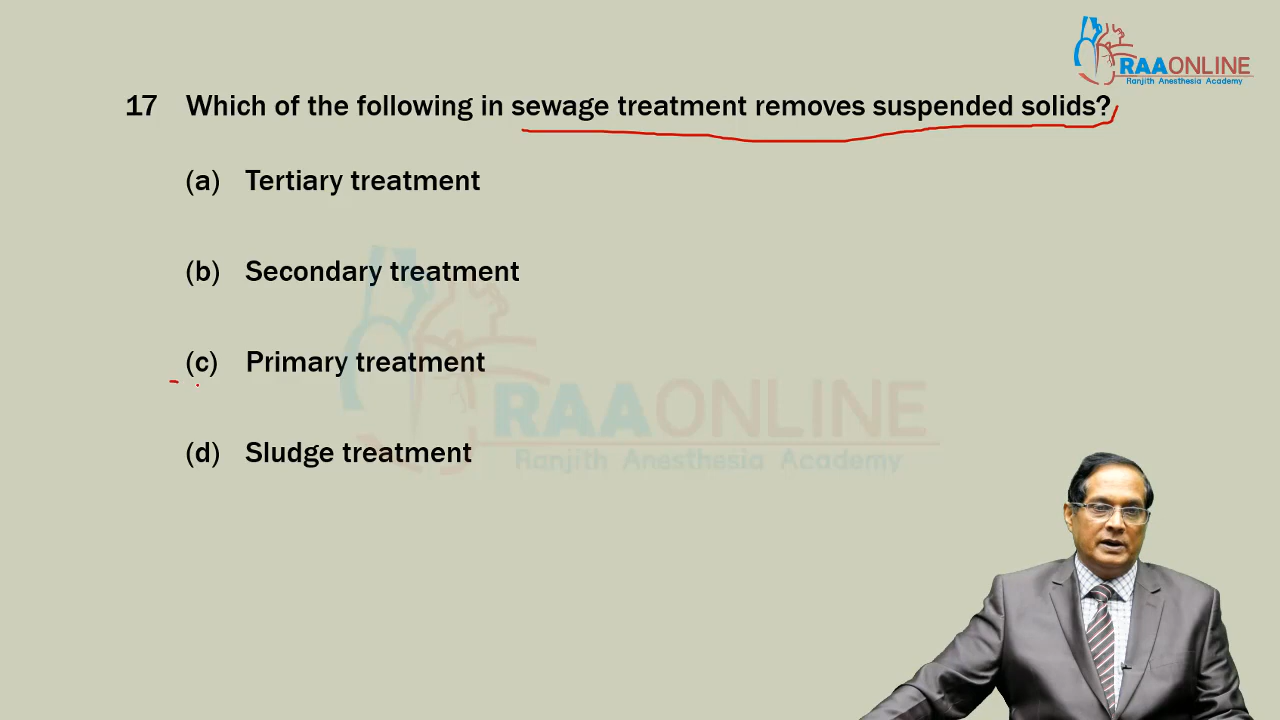 RAAONLINE
Ranjith Anesthesia Academy
17 Which of the following in sewage treatment removes suspended solids?
(a) Tertiary treatment
(b) Secondary treatment
(c) Primary treatment
RAAONLINE
(d) Sludge treatment
Ranjith Anesthesia Academy